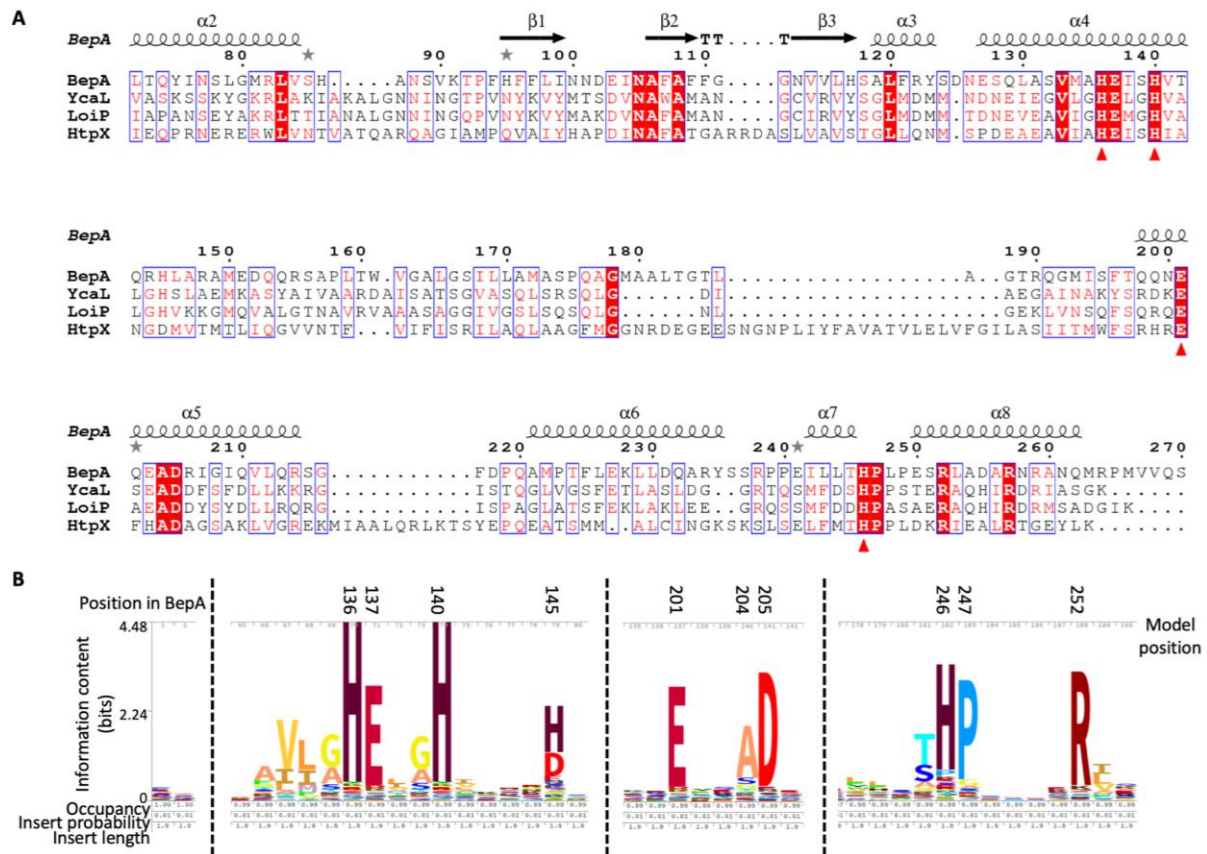 A
α2 β1 β2 β3 α3 α4
BepA TT.....T
80 90 100 110 120 130 140
BepA LTQYINSLGMRLVSH....ANSVKTPFHFFLINNDEINAFAFFG.....GNVVLHSALFRYSDNESQLASVMAHEISHVT
YcaL VASKSSKYGKRLAKIAKALGNNINGTPVNYKVYMTSDVNAWAMAN.....GCVRVYSGLMDMM.NDNEIEGVLGHELGHVA
LoiP IAPANSEYAKRLTTIANALGNNINGQPVNYKVYMAKDVNAFAMAN.....GCIRVYSGLMDMM.TDNEVEAVIGHEMGHVA
HtpX IEQPRNERERWLVNTVATQARQAGIAMPQVAIYHAPDINAFATGARRDASLVAVSTGLLQNM.SPDEAEAVIAHEISHIA
BepA
150 160 170 180 190 200
BepA QRHLARAMEDQQRSAPLTW.VGALGSILLAMASPQAGMAALTGTL..................A.GTRQGMISFTQQNE
YcaL LGHSLAEMKASYAIVAARDAISATSGVASQLSRSQLG.....DI..................AEGAINAKYSRDKE
LoiP LGHVKKGMQVALGTNAVRVAAASAGGIVGSLSQSQLG.....NL..................GEKLVNSQFSQRQE
HtpX NGDMVTMTLIQGVVNTF...VIFISRILAQLAAGFMGGNRDEGEESNGNPLIYFAVATVLELVFGILASIITMWFSRHRE
α5 α6 α7 α8
BepA
210 220 230 240 250 260 270
BepA QEADRIGIQVLQRSG...........FDPQAMPTFLEKLLDQARYSSRPPEILLTHPLPESRLADARNRANQMRPMVVQS
YcaL SEADDFSFDLLKKRG...........ISTQGLVGSFETLASLDG..GRTQSMFDSHPPSTERAQHIRDRIASGK......
LoiP AEADDYSYDLLRQRG...........ISPAGLATSFEKLAKLEE..GRQSSMFDDHPASAERAQHIRDRMSADGK.....
HtpX FHADAGSAKLVGREKMIAALQRLKTSYEPQEATSMM..ALCINGKSKSLSELFMTHPPLDKRIEALRTGEYLK.......
B
Position in BepA 136 137 140 145 201 204 205 246 247 252
Model position
Information content (bits)
4.48
2.24
0
Occupancy
Insert probability
Insert length